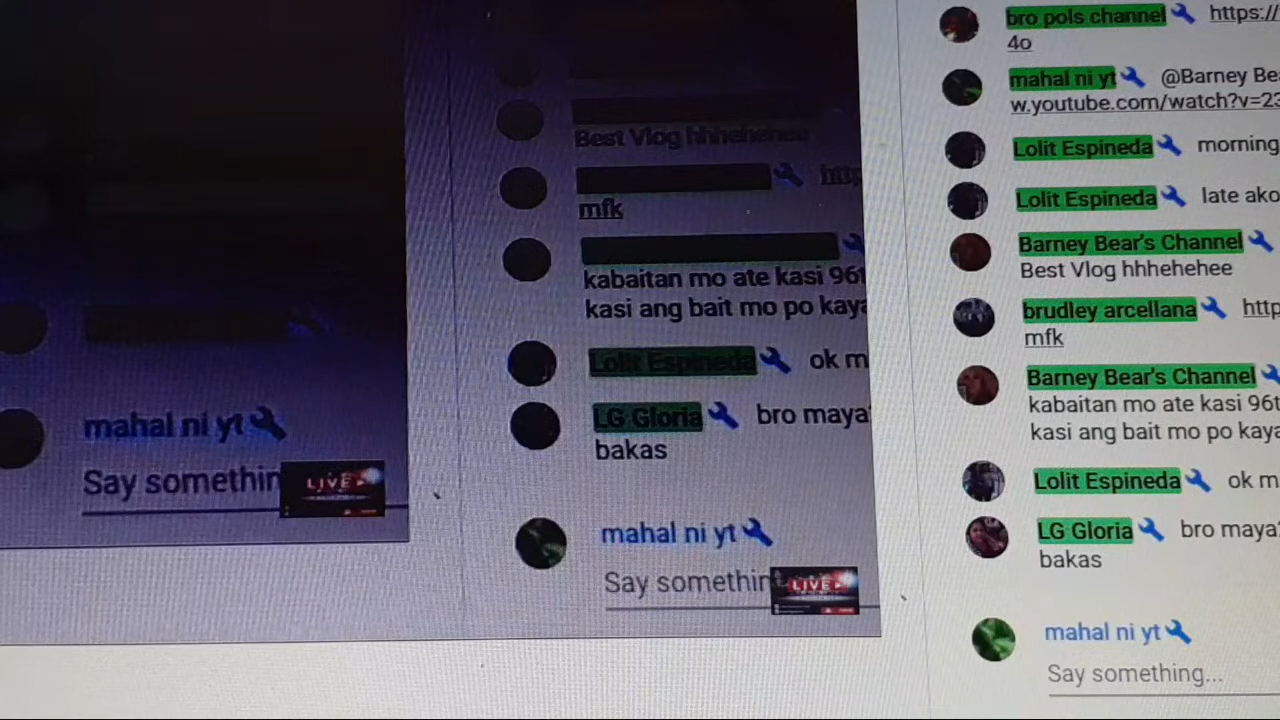 mahal ni yt
Say somethin
LIVE
Best Vlog hhhehehee
mfk
kabaitan mo ate kasi 96
kasi ang bait mo po kaya
Lolit Espineda ok m
LG Gloria bro maya
bakas
mahal ni yt
Say somethin
LIVE
bro pols channel https://
4o
mahal ni yt @Barney Be
w.youtube.com/watch?v=23
Lolit Espineda morning
Lolit Espineda late ako
Barney Bear's Channel
Best Vlog hhhehehee
brudley arcellana http
mfk
Barney Bear's Channel
kabaitan mo ate kasi 96t
kasi ang bait mo po kaya
Lolit Espineda ok m
LG Gloria bro maya
bakas
mahal ni yt
Say something...